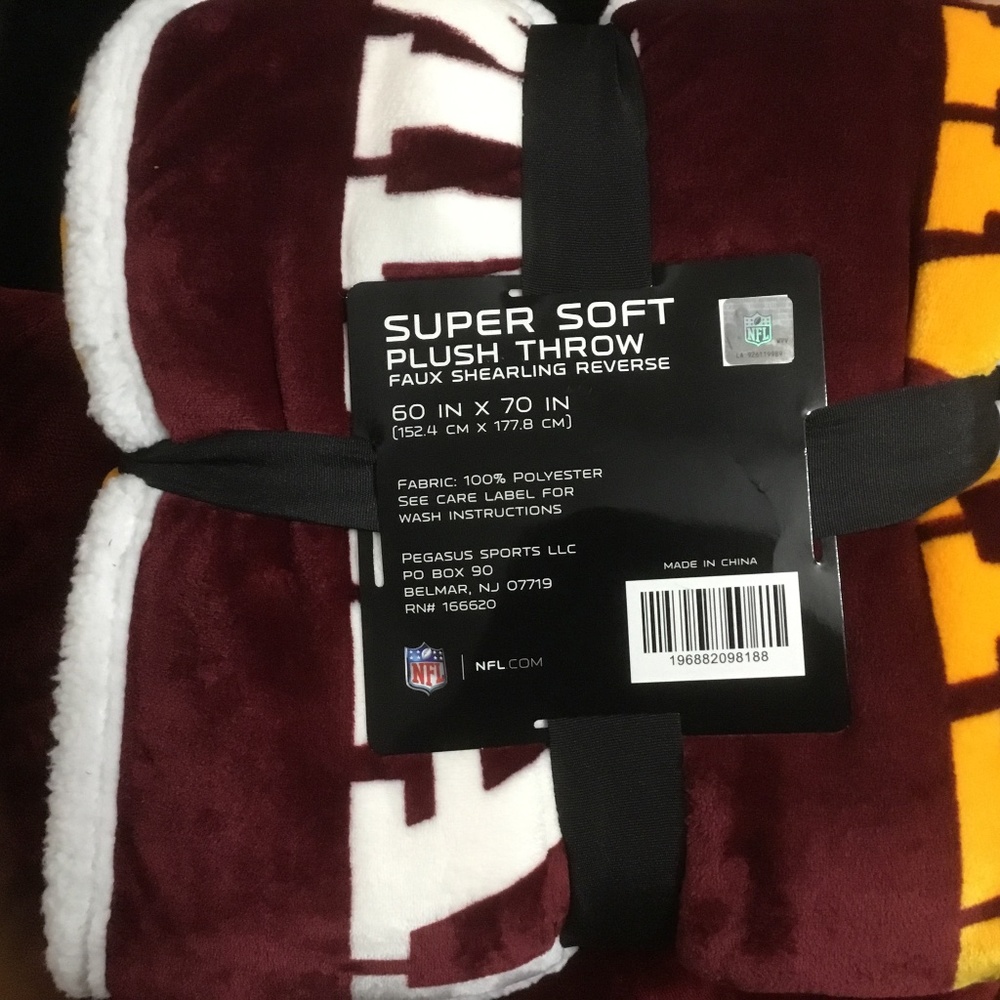 SUPER SOFT
PLUSH THROW
FAUX SHEARLING REVERSE
60 IN X 70 IN
(152.4 CM X 177.8 CM)
FABRIC: 100% POLYESTER
SEE CARE LABEL FOR
WASH INSTRUCTIONS
PEGASUS SPORTS LLC
PO BOX 90
BELMAR, NJ 07719
RN# 166620
NFL
NFL.COM
NFL
MADE IN CHINA
196882098188